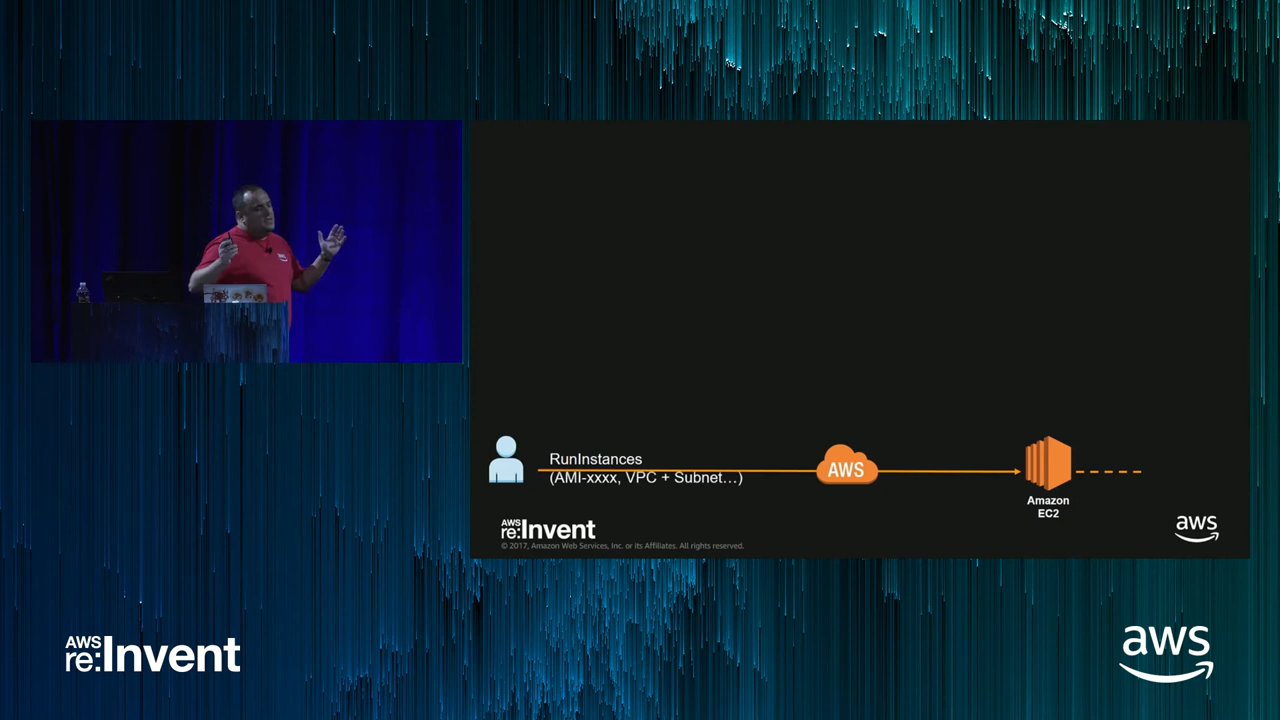 RunInstances
(AMI-xxxx, VPC + Subnet...)
AWS
Amazon
EC2
AWS
re:Invent
© 2017, Amazon Web Services, Inc. or its Affiliates. All rights reserved.
aws
AWS
re:Invent
aws